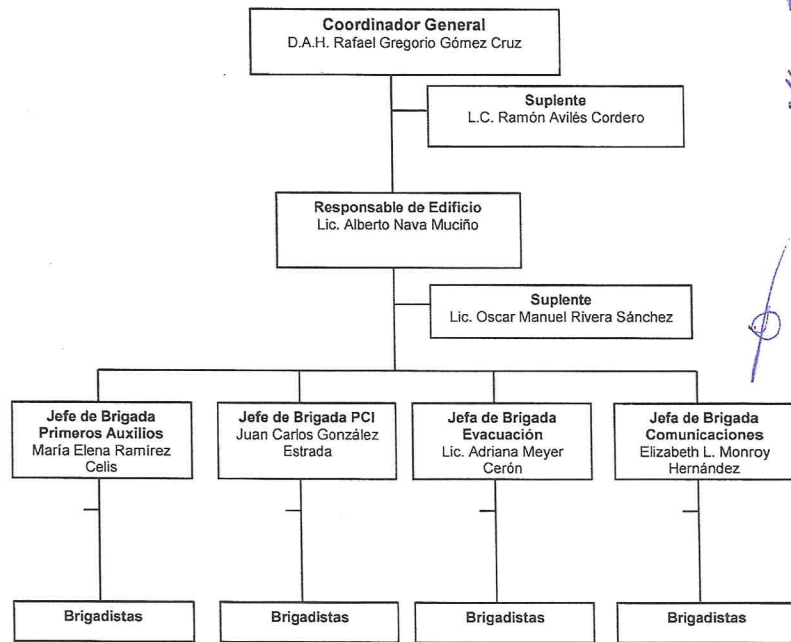 Coordinador General
D.A.H. Rafael Gregorio Gómez Cruz
Suplente
L.C. Ramón Avilés Cordero
Responsable de Edificio
Lic. Alberto Nava Muciño
Suplente
Lic. Oscar Manuel Rivera Sánchez
Jefe de Brigada
Primeros Auxilios
María Elena Ramírez
Celis
Jefe de Brigada PCI
Juan Carlos González
Estrada
Jefa de Brigada
Evacuación
Lic. Adriana Meyer
Cerón
Jefa de Brigada
Comunicaciones
Elizabeth L. Monroy
Hernández
Brigadistas
Brigadistas
Brigadistas
Brigadistas